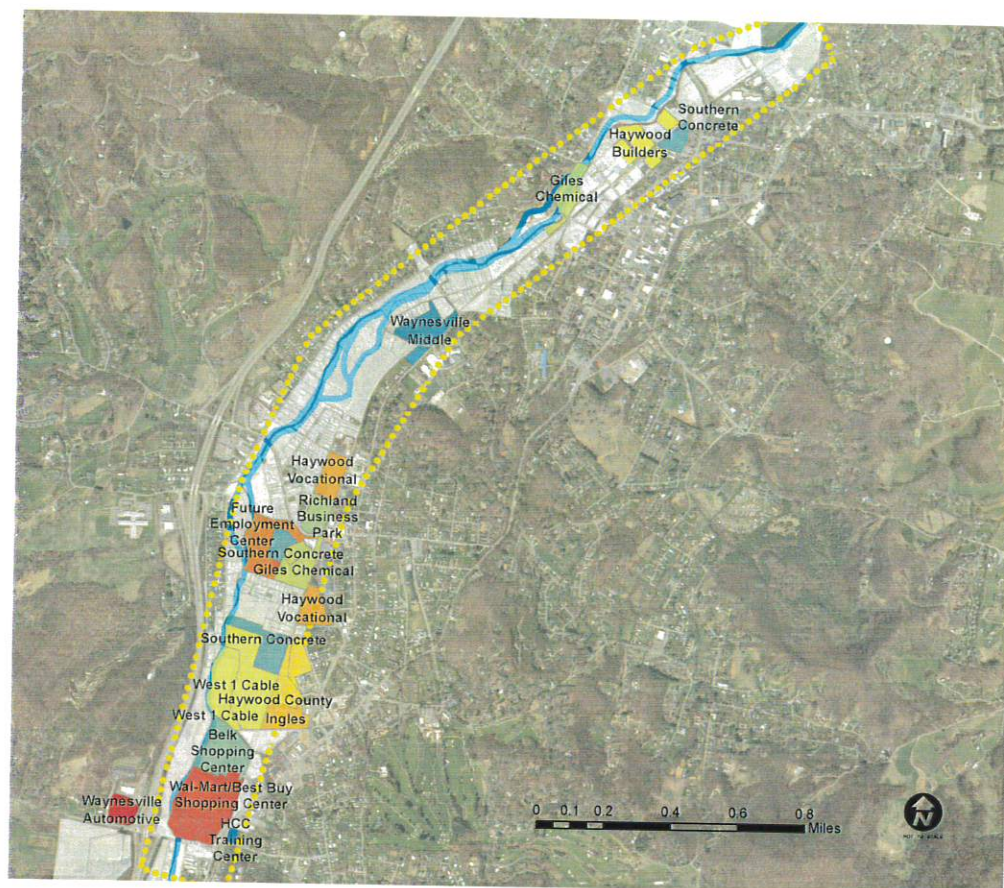 Southern
Concrete
Haywood
Builders
Giles
Chemical
Waynesville
Middle
Haywood
Vocational
Richland
Business
Park
Future
Employment
Center
Southern Concrete
Giles Chemical
Haywood
Vocational
Southern Concrete
West 1 Cable
Haywood County
West 1 Cable
Ingles
Belk
Shopping
Center
Wal-Mart/Best Buy
Shopping Center
Waynesville
Automotive
HCC
Training
Center
0 0.1 0.2 0.4 0.6 0.8
Miles
N
NOT TO SCALE